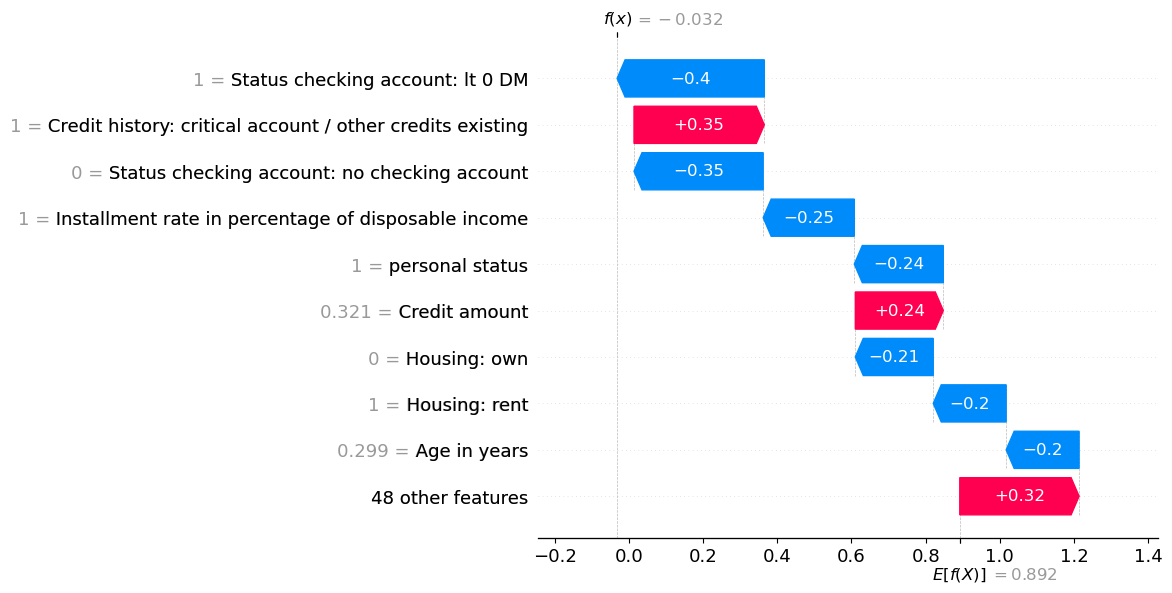 f(x) = −0.032
1 = Status checking account: lt 0 DM
−0.4
1 = Credit history: critical account / other credits existing
+0.35
0 = Status checking account: no checking account
−0.35
1 = Installment rate in percentage of disposable income
−0.25
1 = personal status
−0.24
0.321 = Credit amount
+0.24
0 = Housing: own
−0.21
1 = Housing: rent
−0.2
0.299 = Age in years
−0.2
48 other features
+0.32
−0.2 0.0 0.2 0.4 0.6 0.8 1.0 1.2 1.4
E[f(X)] = 0.892